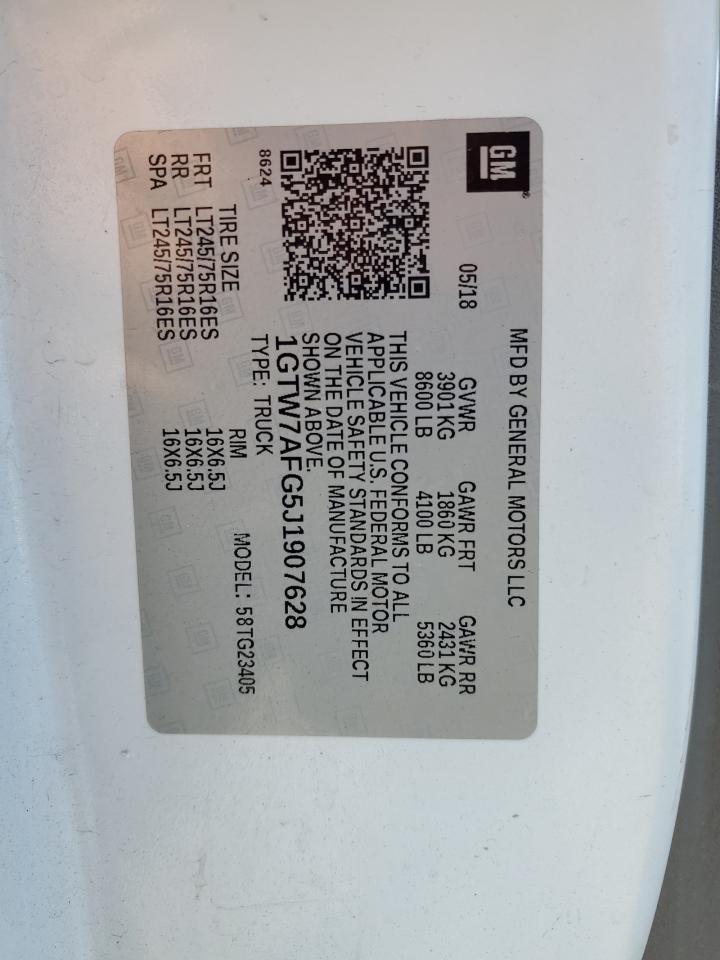 GM
MFD BY GENERAL MOTORS LLC
05/18 GVWR GAWR FRT GAWR RR
3901 KG 1860 KG 2431 KG
8600 LB 4100 LB 5360 LB
THIS VEHICLE CONFORMS TO ALL
APPLICABLE U.S. FEDERAL MOTOR
VEHICLE SAFETY STANDARDS IN EFFECT
ON THE DATE OF MANUFACTURE
SHOWN ABOVE.
1GTW7AFG5J1907628
8624 TYPE: TRUCK MODEL: 58TG23405
TIRE SIZE RIM
FRT LT245/75R16ES 16X6.5J
RR LT245/75R16ES 16X6.5J
SPA LT245/75R16ES 16X6.5J